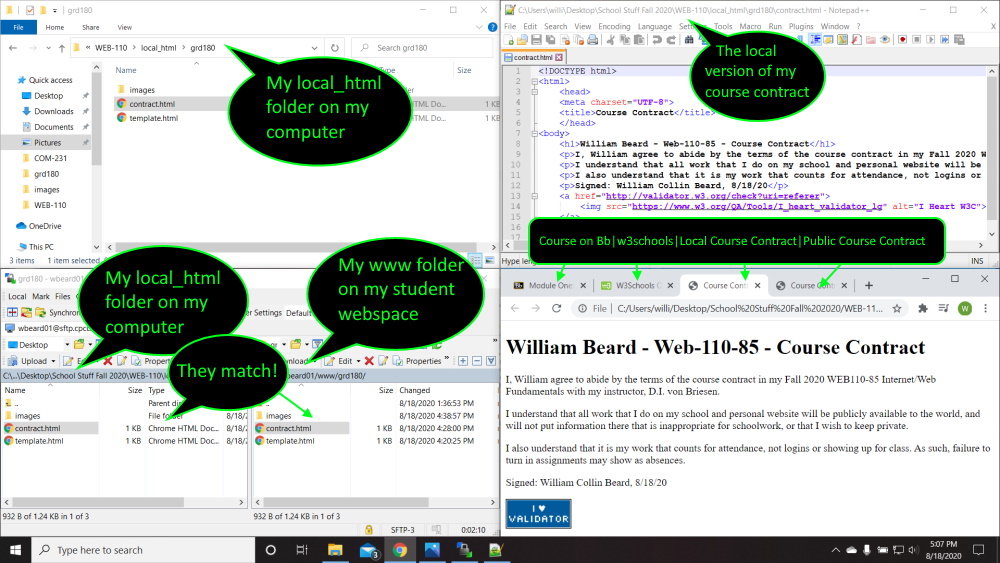 grd180
File Home Share View
WEB-110 > local_html > grd180
Search grd180
Name
Type
Size
Quick access
Desktop
Downloads
Documents
Pictures
COM-231
grd180
images
WEB-110
OneDrive
This PC
images
contract.html
HTML Do...
1 KB
template.html
HTML Doc...
1 KB
3 items 1 item selected
My local_html
folder on my
computer
C:\Users\willi\Desktop\School Stuff Fall 2020\WEB-110\local_html\grd180\contract.html - Notepad++
File Edit Search View Encoding Language Settings Tools Macro Run Plugins Window ?
contract.html
1 <!DOCTYPE html>
2 <html>
3 <head>
4 <meta charset="UTF-8">
5 <title>Course Contract</title>
6 </head>
7 <body>
8 <h1>William Beard - Web-110-85 - Course Contract</h1>
9 <p>I, William agree to abide by the terms of the course contract in my Fall 2020 W
10 <p>I understand that all work that I do on my school and personal website will be
11 <p>I also understand that it is my work that counts for attendance, not logins or
12 <p>Signed: William Collin Beard, 8/18/20</p>
13 <a href="http://validator.w3.org/check?uri=referer">
14 <img src="https://www.w3.org/QA/Tools/I_heart_validator_lg" alt="I Heart W3C">
15 </a>
16
17
Hype len
INS
The local
version of my
course contract
Course on Bb|w3schools|Local Course Contract|Public Course Contract
grd180 - wbeard01
Local Mark Files
Settings Default
Synchronize
wbeard01@sftp.cpcc
Desktop
Upload
Edit
Properties
Download
Edit
Properties
C:\...\Desktop\School Stuff Fall 2020\WEB-110\local_html
beard01/www/grd180/
Name
Size
Type
Changed
Name
Size
Changed
..
Parent dir
8/18/
..
8/18/2020 1:36:53 PM
images
File folder
8/18/
images
8/18/2020 4:38:57 PM
contract.html
1 KB
Chrome HTML Doc...
8/18/
contract.html
1 KB
8/18/2020 4:28:00 PM
template.html
1 KB
Chrome HTML Doc...
8/18/
template.html
1 KB
8/18/2020 4:20:25 PM
932 B of 1.24 KB in 1 of 3
932 B of 1.24 KB in 1 of 3
SFTP-3
0:02:10
My local_html
folder on my
computer
My www folder
on my student
webspace
They match!
Module One
W3Schools
Course Cont
Course Cont
File
C:/Users/willi/Desktop/School%20Stuff%20Fall%202020/WEB-11...
W
William Beard - Web-110-85 - Course Contract
I, William agree to abide by the terms of the course contract in my Fall 2020 WEB110-85 Internet/Web
Fundamentals with my instructor, D.I. von Briesen.
I understand that all work that I do on my school and personal website will be publicly available to the world, and
will not put information there that is inappropriate for schoolwork, or that I wish to keep private.
I also understand that it is my work that counts for attendance, not logins or showing up for class. As such, failure to
turn in assignments may show as absences.
Signed: William Collin Beard, 8/18/20
I ♥
VALIDATOR
Type here to search
3
5:07 PM
8/18/2020